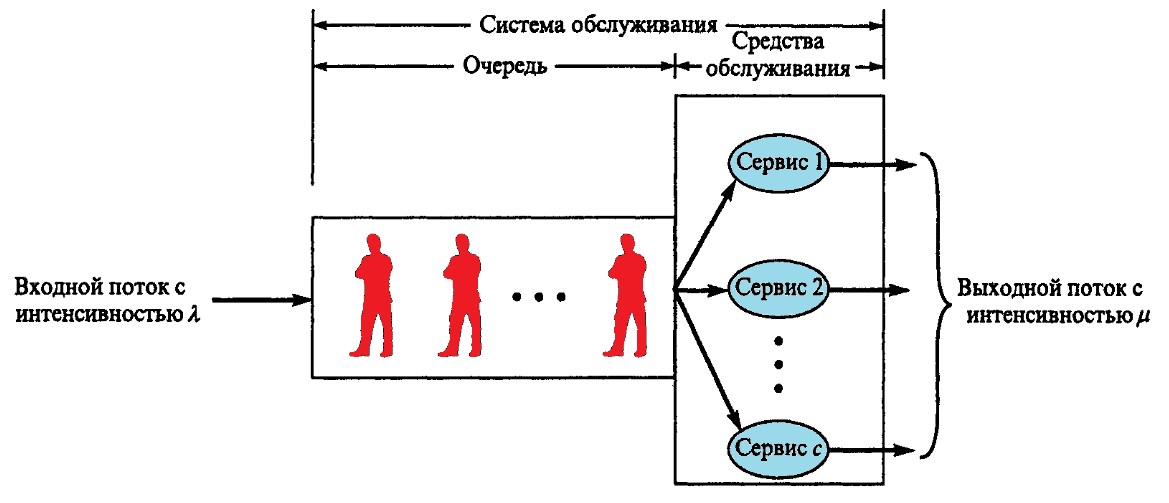 Система обслуживания
Очередь
Средства
обслуживания
Сервис 1
Входной поток с
интенсивностью λ
Сервис 2
Выходной поток с
интенсивностью μ
Сервис c